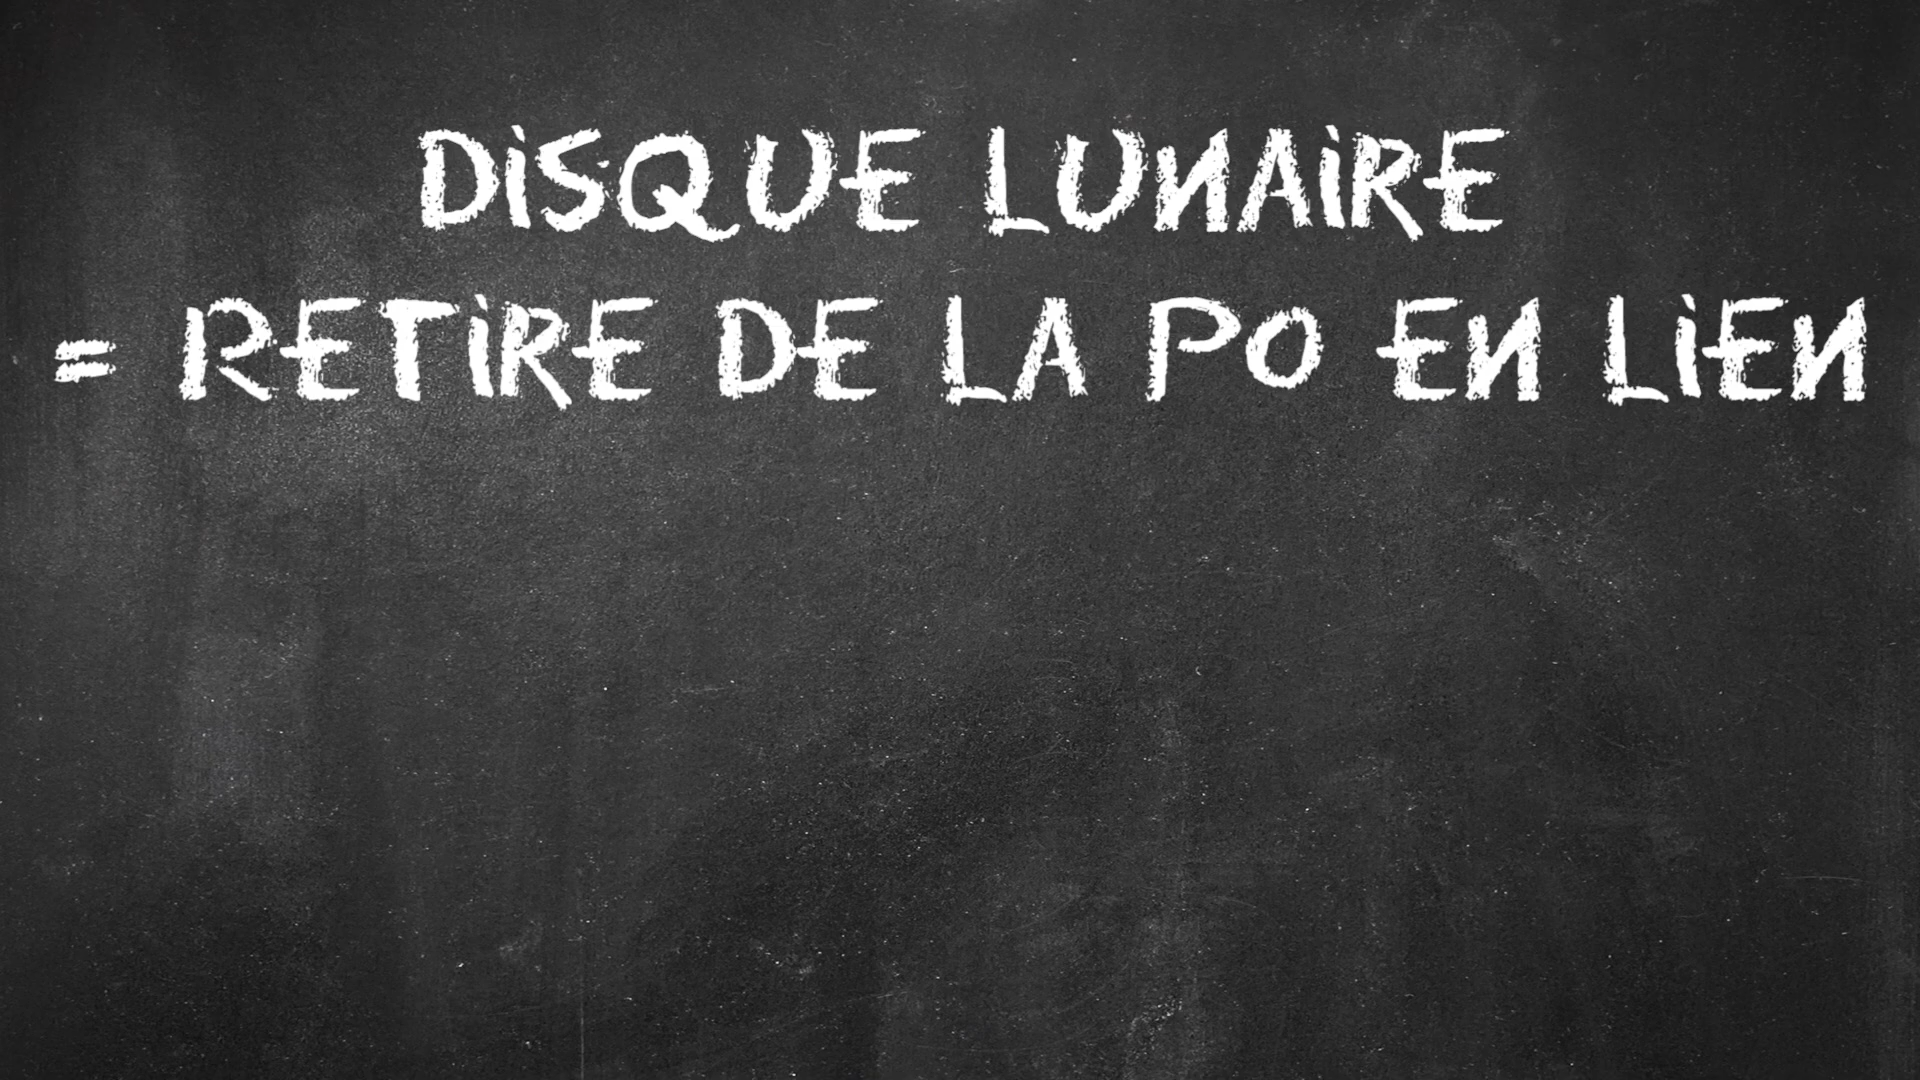 DISQUE LUNAIRE
= RETIRE DE LA PO EN LIEN